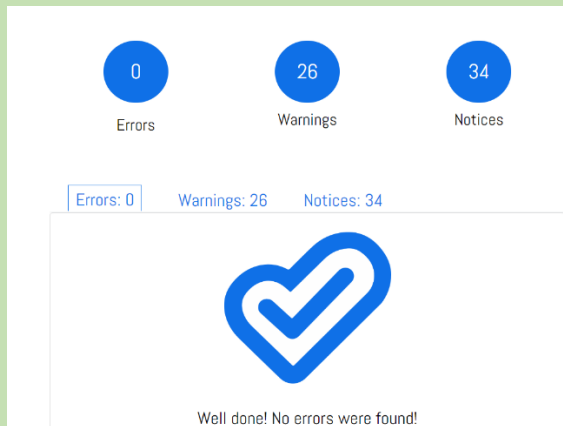 0 26 34
Errors Warnings Notices
Errors: 0 Warnings: 26 Notices: 34
Well done! No errors were found!